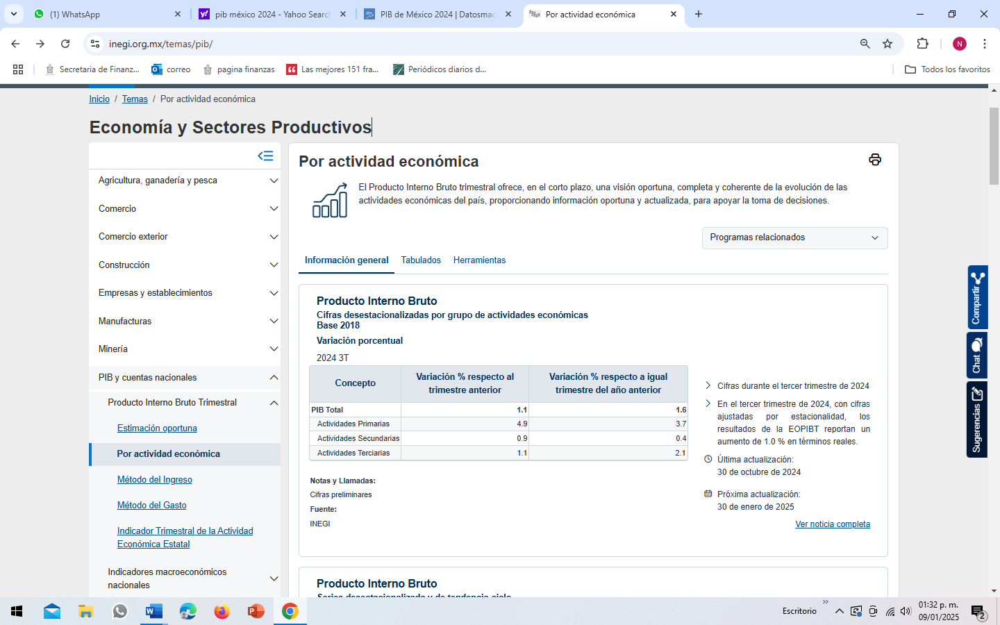 (1) WhatsApp
pib méxico 2024 - Yahoo Search
PIB de México 2024 | Datosmac
Por actividad económica
inegi.org.mx/temas/pib/
N
Secretaria de Finanz...
correo
pagina finanzas
Las mejores 151 fra...
Periódicos diarios d...
Todos los favoritos
Inicio / Temas / Por actividad económica
Economía y Sectores Productivos
Agricultura, ganadería y pesca
Comercio
Comercio exterior
Construcción
Empresas y establecimientos
Manufacturas
Minería
PIB y cuentas nacionales
Producto Interno Bruto Trimestral
Estimación oportuna
Por actividad económica
Método del Ingreso
Método del Gasto
Indicador Trimestral de la Actividad
Económica Estatal
Indicadores macroeconómicos
nacionales
Por actividad económica
El Producto Interno Bruto trimestral ofrece, en el corto plazo, una visión oportuna, completa y coherente de la evolución de las
actividades económicas del país, proporcionando información oportuna y actualizada, para apoyar la toma de decisiones.
Programas relacionados
Información general Tabulados Herramientas
Producto Interno Bruto
Cifras desestacionalizadas por grupo de actividades económicas
Base 2018
Variación porcentual
2024 3T
Concepto
Variación % respecto al
trimestre anterior
Variación % respecto a igual
trimestre del año anterior
PIB Total 1.1 1.6
Actividades Primarias 4.9 3.7
Actividades Secundarias 0.9 0.4
Actividades Terciarias 1.1 2.1
Notas y Llamadas:
Cifras preliminares
Fuente:
INEGI
Cifras durante el tercer trimestre de 2024
En el tercer trimestre de 2024, con cifras
ajustadas por estacionalidad, los
resultados de la EOPIBT reportan un
aumento de 1.0 % en términos reales.
Última actualización:
30 de octubre de 2024
Próxima actualización:
30 de enero de 2025
Ver noticia completa
Producto Interno Bruto
Series desestacionalizada y de tendencia-ciclo
Compartir
Chat
Sugerencias
Escritorio
01:32 p. m.
09/01/2025
2